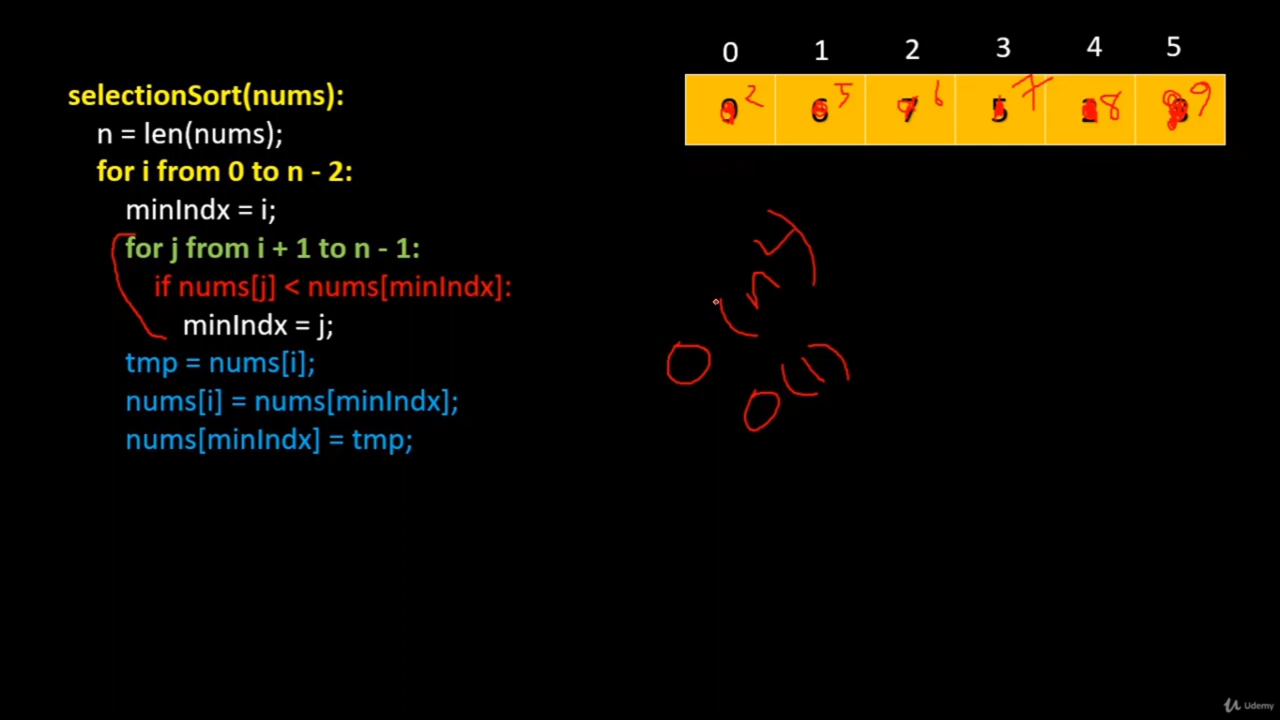 0 1 2 3 4 5
2 5 6 7 8 9
selectionSort(nums):
n = len(nums);
for i from 0 to n - 2:
minIndx = i;
for j from i + 1 to n - 1:
if nums[j] < nums[minIndx]:
minIndx = j;
tmp = nums[i];
nums[i] = nums[minIndx];
nums[minIndx] = tmp;
O(n²)
O(1)
Udemy